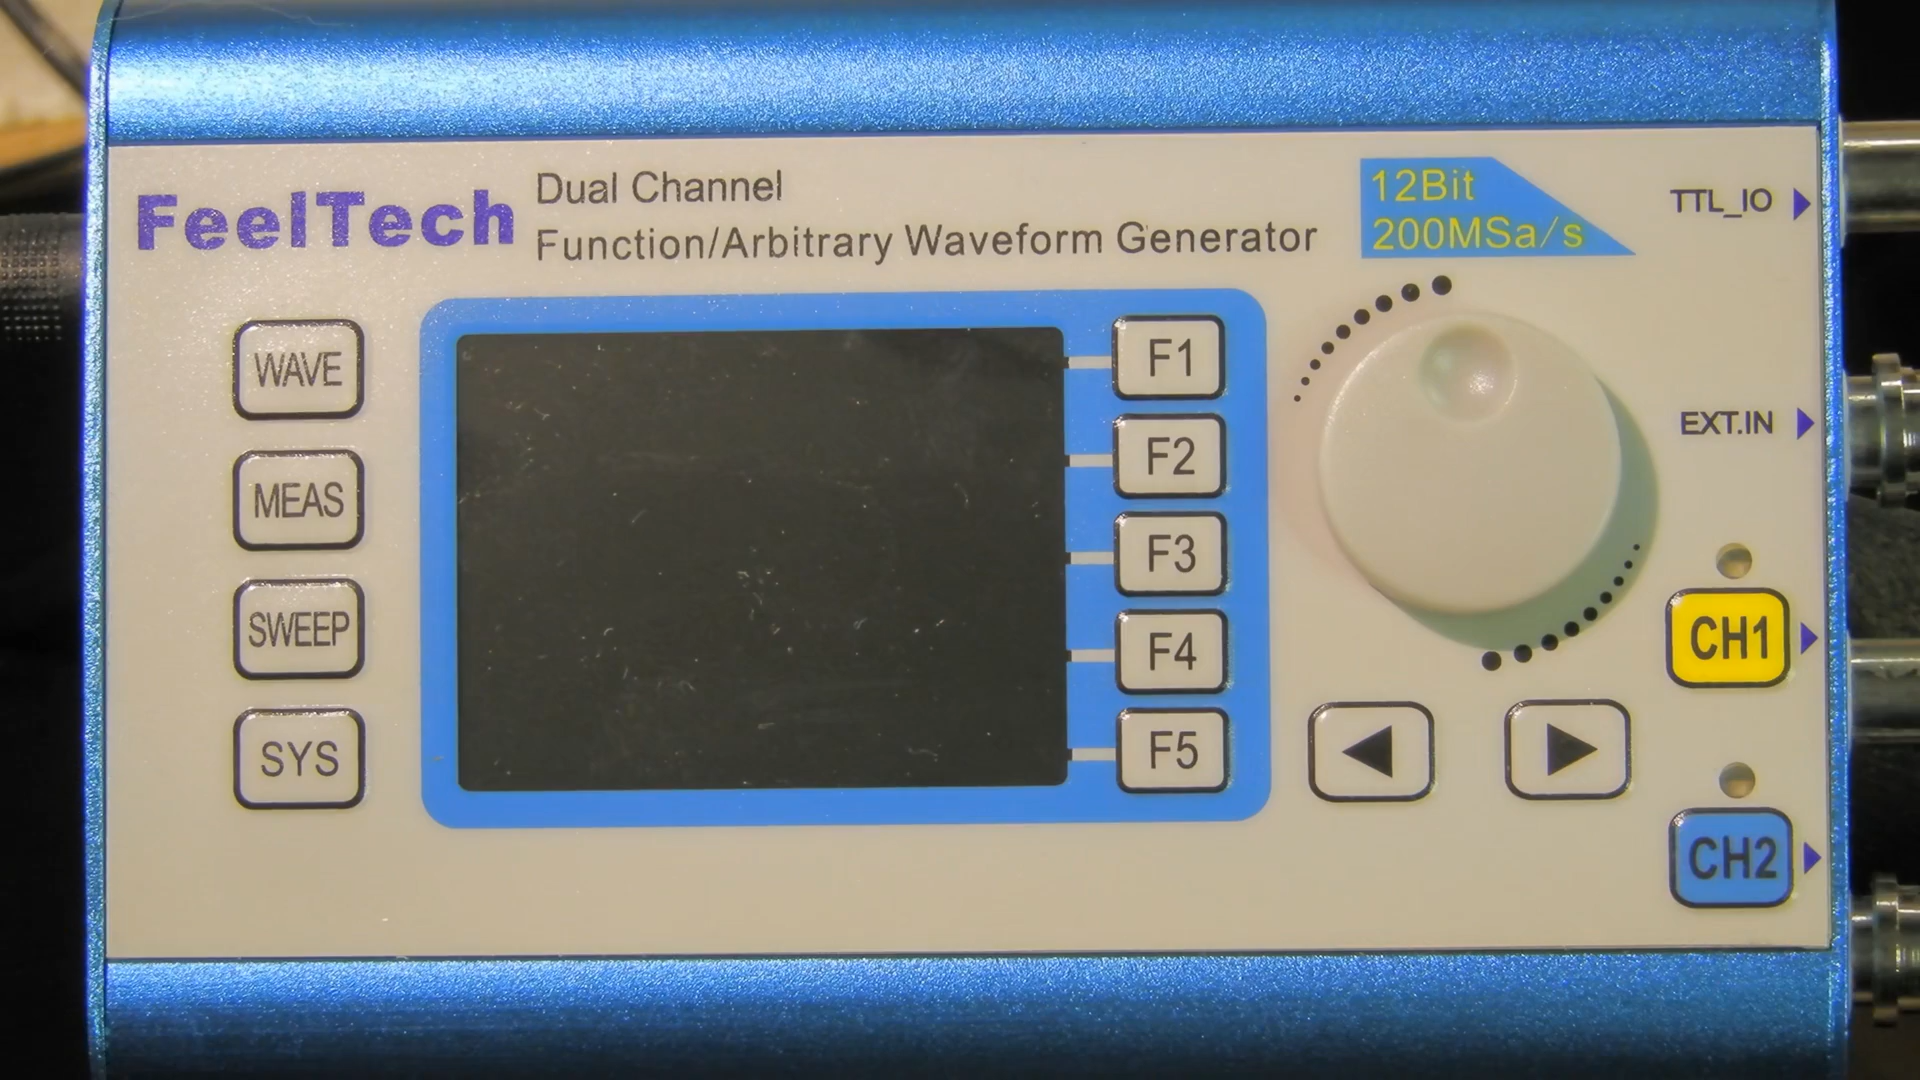 FeelTech
Dual Channel
Function/Arbitrary Waveform Generator
12Bit
200MSa/s
TTL_IO
WAVE
MEAS
SWEEP
SYS
F1
F2
F3
F4
F5
EXT.IN
CH1
CH2